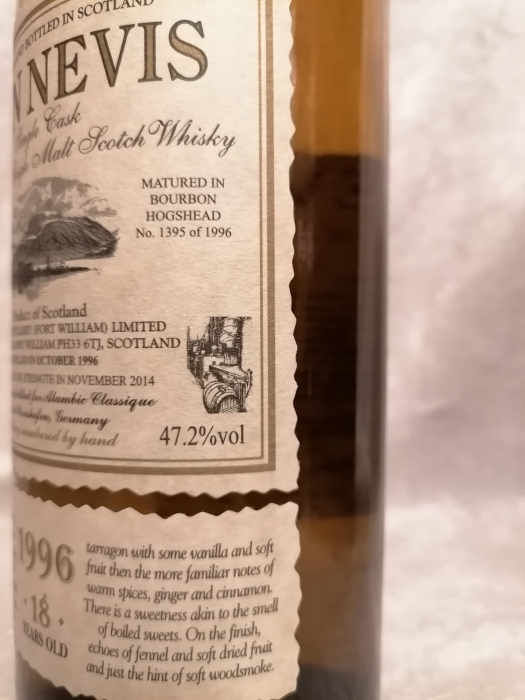 BOTTLED IN SCOTLAND
N NEVIS
Single Cask
Malt Scotch Whisky
MATURED IN
BOURBON
HOGSHEAD
No. 1395 of 1996
Product of Scotland
(FORT WILLIAM) LIMITED
WILLIAM PH33 6TJ, SCOTLAND
IN OCTOBER 1996
STRENGTH IN NOVEMBER 2014
for Alambic Classique
Germany
numbered by hand
47.2%vol
1996
18
YEARS OLD
tarragon with some vanilla and soft
fruit then the more familiar notes of
warm spices, ginger and cinnamon.
There is a sweetness akin to the smell
of boiled sweets. On the finish,
echoes of fennel and soft dried fruit
and just the hint of soft woodsmoke.